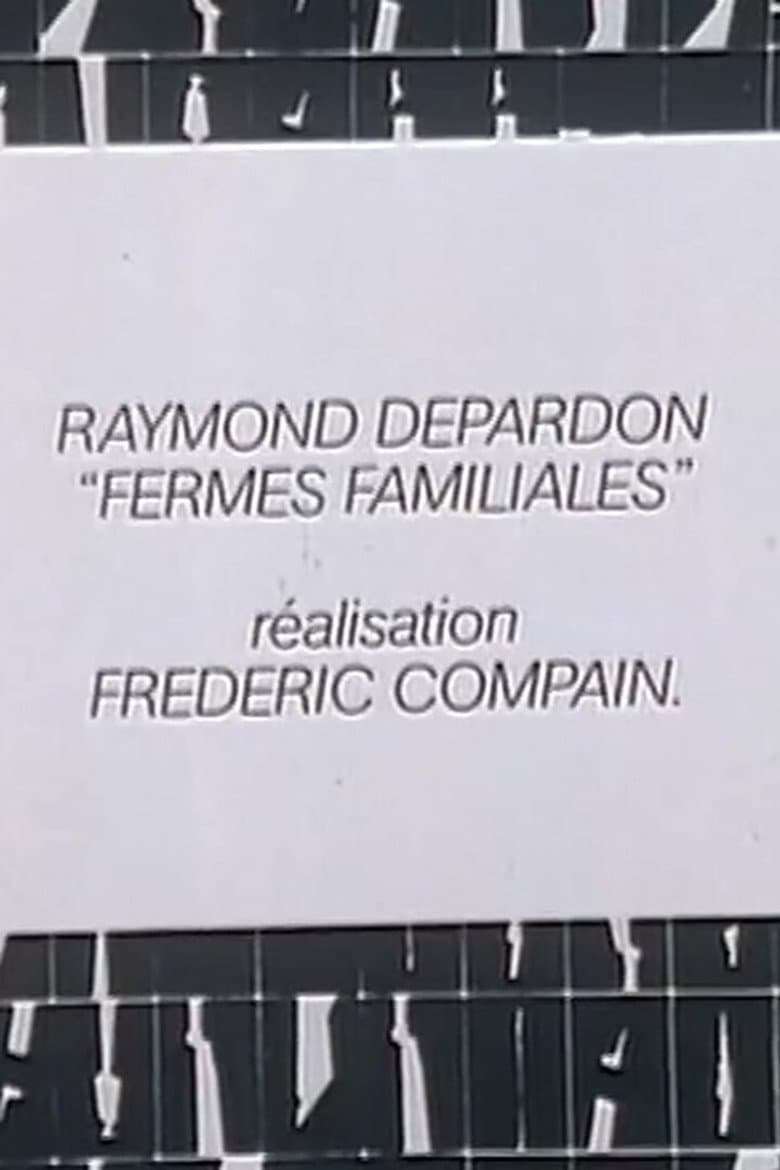 RAYMOND DEPARDON
“FERMES FAMILIALES”
réalisation
FREDERIC COMPAIN.